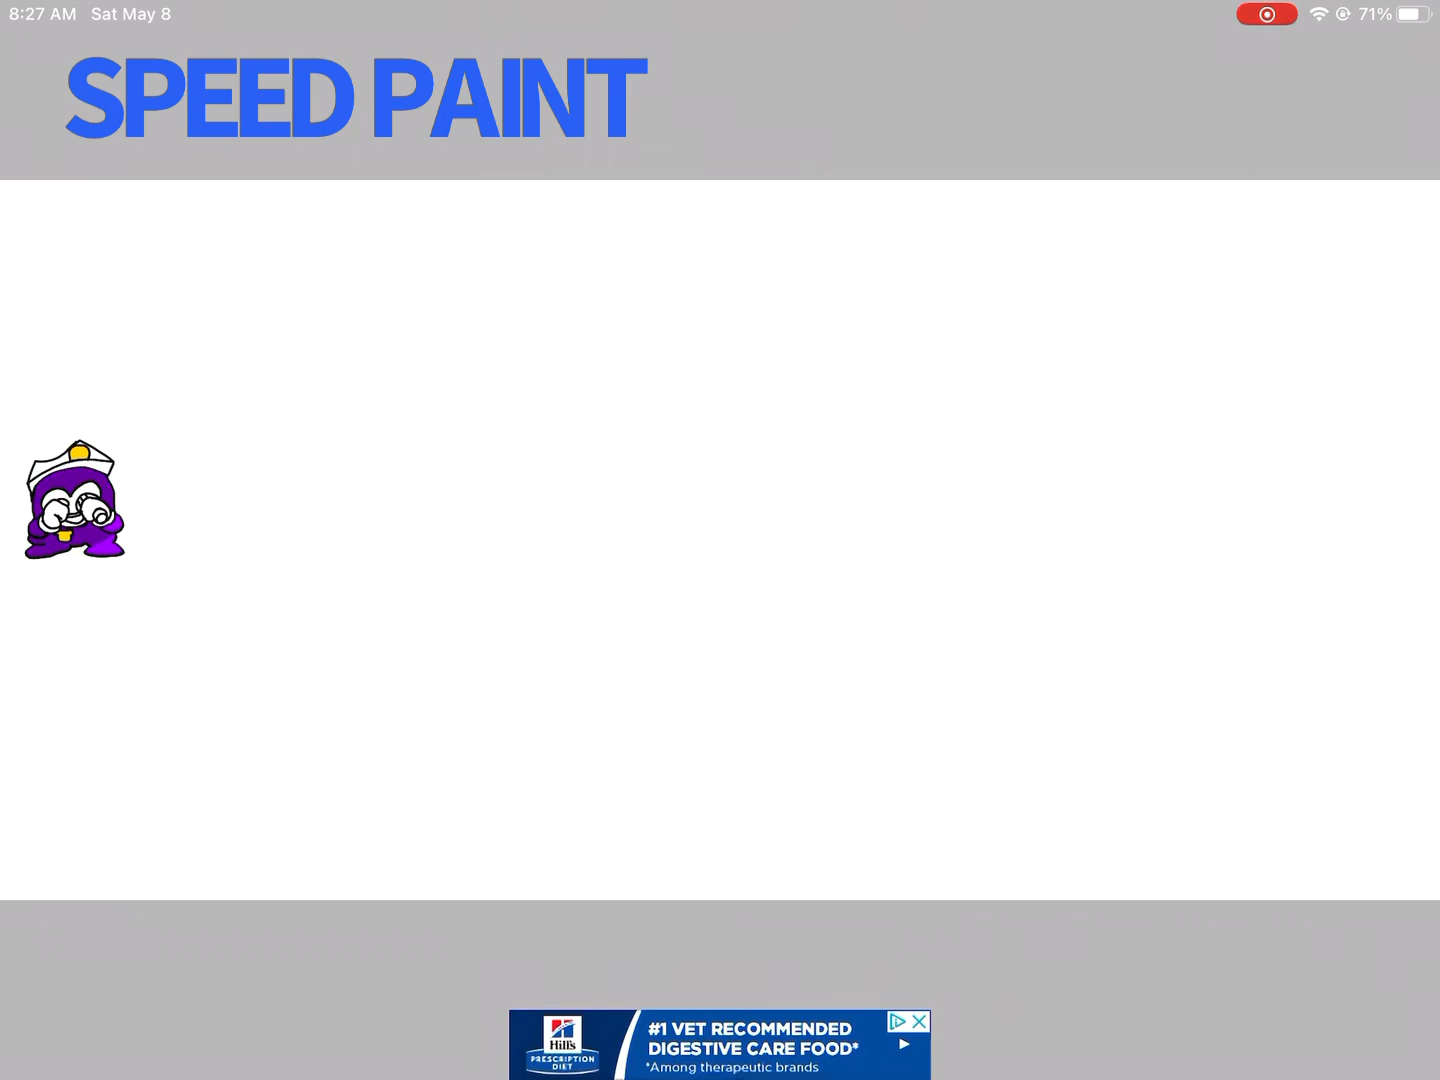 8:27 AM Sat May 8
71%
SPEED PAINT
Hill's
PRESCRIPTION
DIET
#1 VET RECOMMENDED
DIGESTIVE CARE FOOD*
*Among therapeutic brands